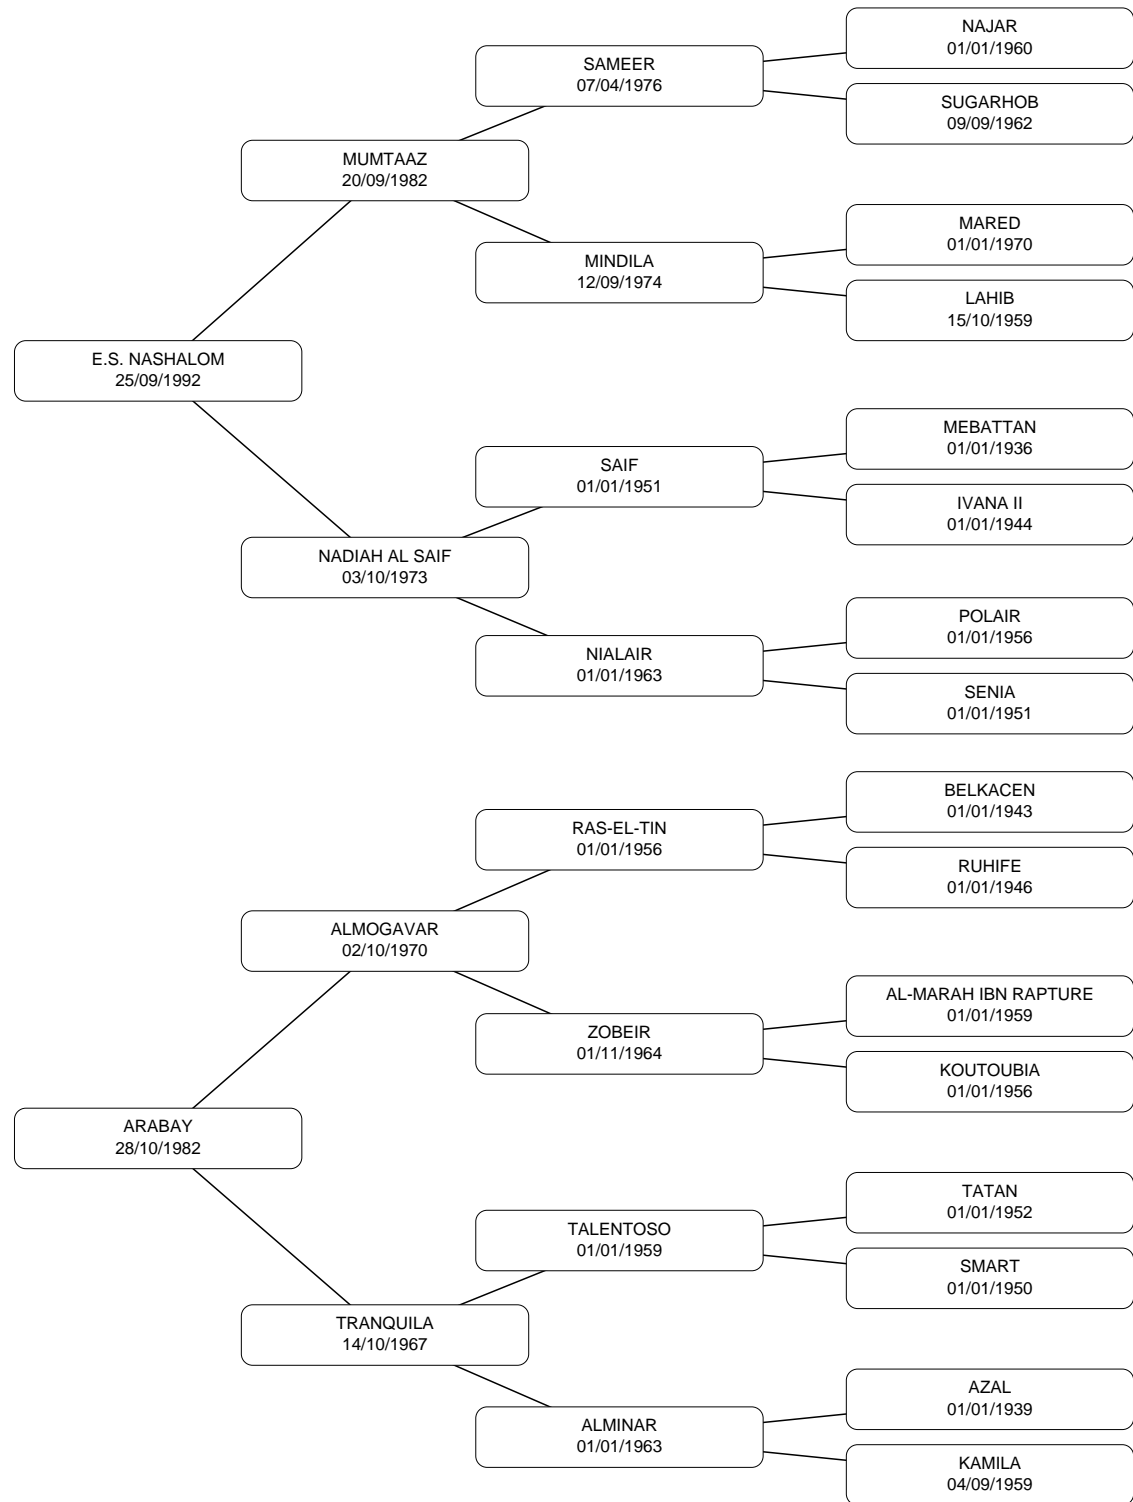 NAJAR
01/01/1960
SAMEER
07/04/1976
SUGARHOB
09/09/1962
MUMTAAZ
20/09/1982
MARED
01/01/1970
MINDILA
12/09/1974
LAHIB
15/10/1959
E.S. NASHALOM
25/09/1992
MEBATTAN
01/01/1936
SAIF
01/01/1951
IVANA II
01/01/1944
NADIAH AL SAIF
03/10/1973
POLAIR
01/01/1956
NIALAIR
01/01/1963
SENIA
01/01/1951
BELKACEN
01/01/1943
RAS-EL-TIN
01/01/1956
RUHIFE
01/01/1946
ALMOGAVAR
02/10/1970
AL-MARAH IBN RAPTURE
01/01/1959
ZOBEIR
01/11/1964
KOUTOUBIA
01/01/1956
ARABAY
28/10/1982
TATAN
01/01/1952
TALENTOSO
01/01/1959
SMART
01/01/1950
TRANQUILA
14/10/1967
AZAL
01/01/1939
ALMINAR
01/01/1963
KAMILA
04/09/1959